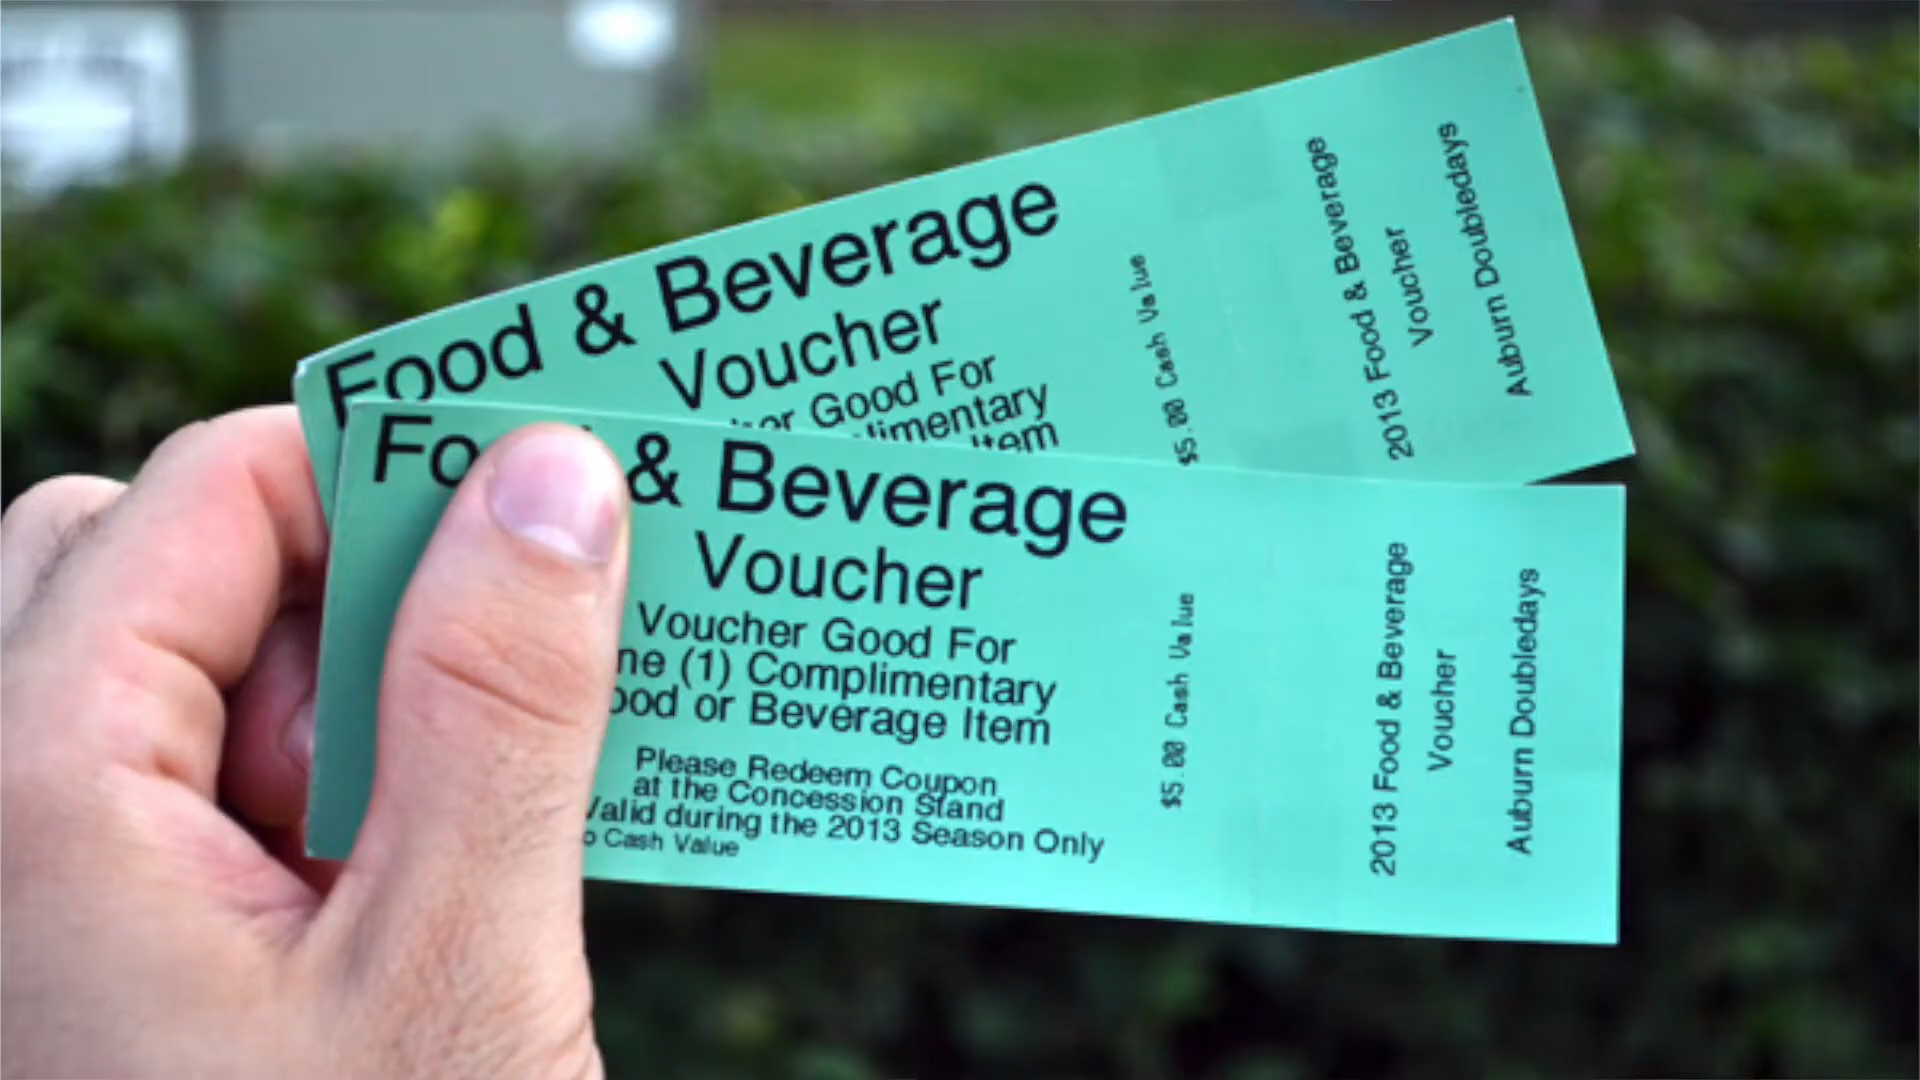 Food & Beverage
Voucher
Good For
$5.00 Cash Value
2013 Food & Beverage
Voucher
Auburn Doubledays
& Beverage
Voucher
Voucher Good For
(1) Complimentary
or Beverage Item
Please Redeem Coupon
at the Concession Stand
during the 2013 Season Only
Cash Value
$5.00 Cash Value
2013 Food & Beverage
Voucher
Auburn Doubledays